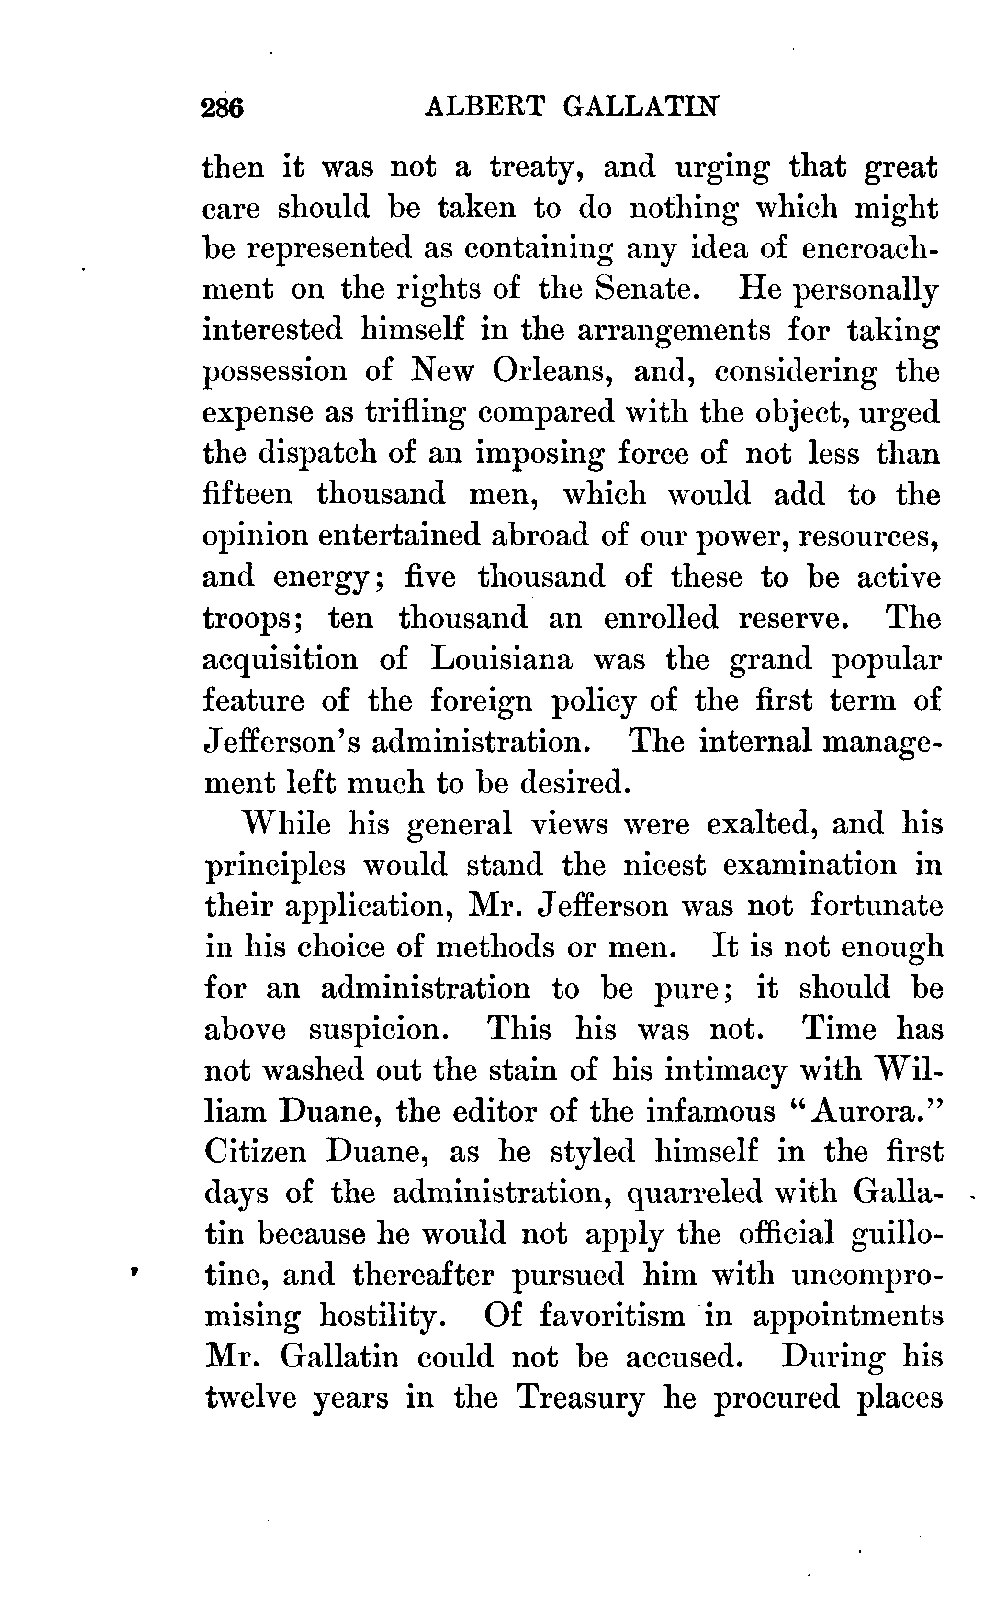 286 ALBERT GALLATIN
then it was not a treaty, and urging that great
care should be taken to do nothing which might
be represented as containing any idea of encroach-
ment on the rights of the Senate. He personally
interested himself in the arrangements for taking
possession of New Orleans, and, considering the
expense as trifling compared with the object, urged
the dispatch of an imposing force of not less than
fifteen thousand men, which would add to the
opinion entertained abroad of our power, resources,
and energy; five thousand of these to be active
troops; ten thousand an enrolled reserve. The
acquisition of Louisiana was the grand popular
feature of the foreign policy of the first term of
Jefferson's administration. The internal manage-
ment left much to be desired.
While his general views were exalted, and his
principles would stand the nicest examination in
their application, Mr. Jefferson was not fortunate
in his choice of methods or men. It is not enough
for an administration to be pure; it should be
above suspicion. This his was not. Time has
not washed out the stain of his intimacy with Wil-
liam Duane, the editor of the infamous “Aurora.”
Citizen Duane, as he styled himself in the first
days of the administration, quarreled with Galla-
tin because he would not apply the official guillo-
tine, and thereafter pursued him with uncompro-
mising hostility. Of favoritism in appointments
Mr. Gallatin could not be accused. During his
twelve years in the Treasury he procured places